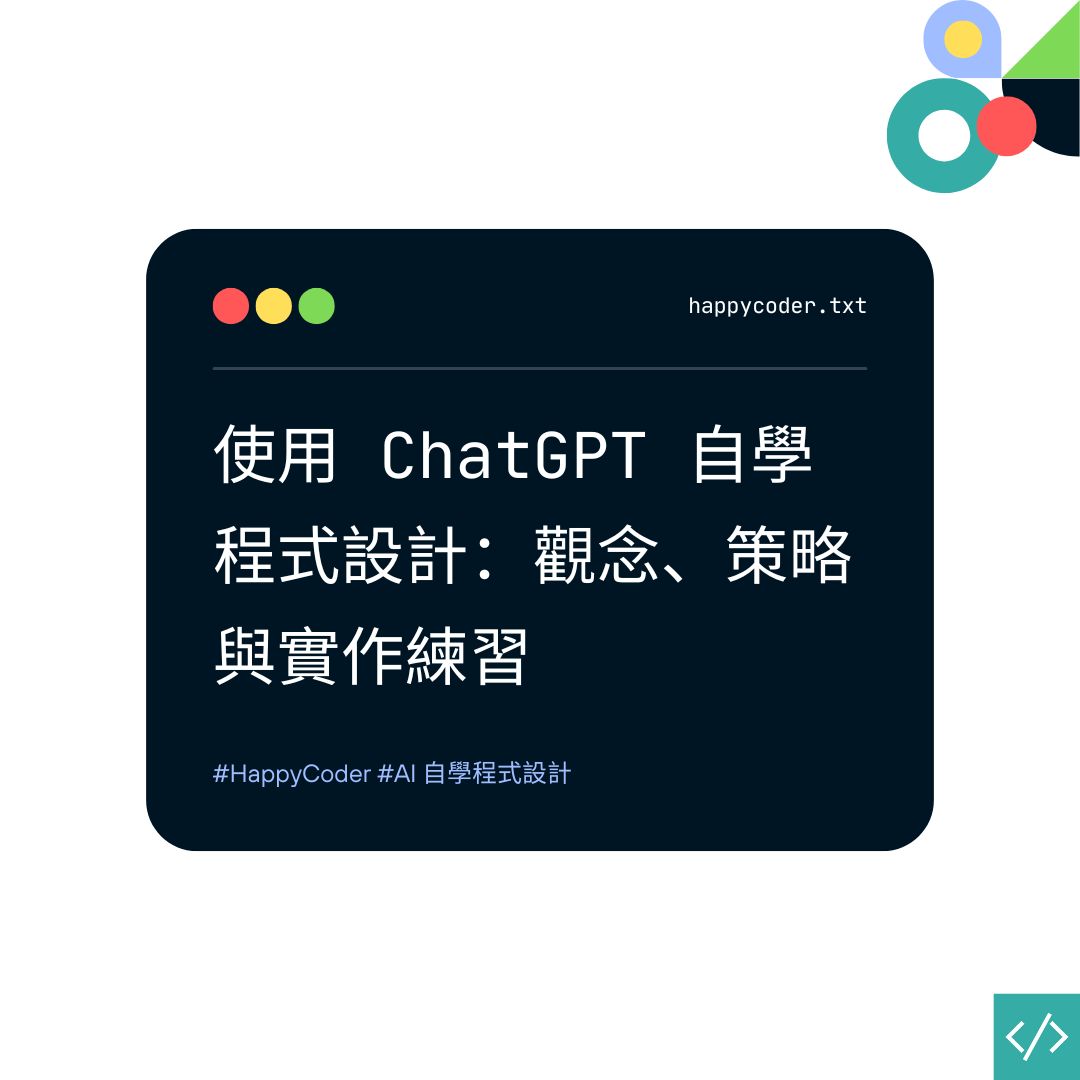 happycoder.txt
使用 ChatGPT 自學
程式設計：觀念、策略
與實作練習
#HappyCoder #AI 自學程式設計
</>